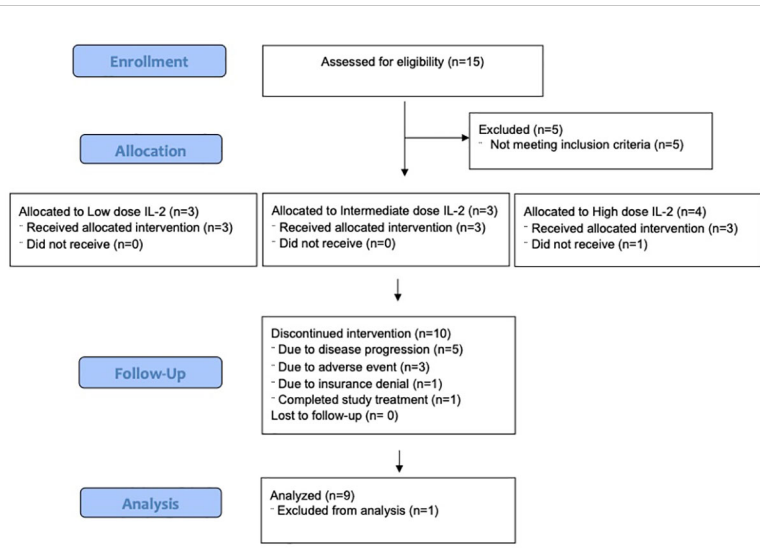 Enrollment
Assessed for eligibility (n=15)
Excluded (n=5)
¨ Not meeting inclusion criteria (n=5)
Allocation
Allocated to Low dose IL-2 (n=3)
¨ Received allocated intervention (n=3)
¨ Did not receive (n=0)
Allocated to Intermediate dose IL-2 (n=3)
¨ Received allocated intervention (n=3)
¨ Did not receive (n=0)
Allocated to High dose IL-2 (n=4)
¨ Received allocated intervention (n=3)
¨ Did not receive (n=1)
Follow-Up
Discontinued intervention (n=10)
¨ Due to disease progression (n=5)
¨ Due to adverse event (n=3)
¨ Due to insurance denial (n=1)
¨ Completed study treatment (n=1)
Lost to follow-up (n= 0)
Analysis
Analyzed (n=9)
¨ Excluded from analysis (n=1)